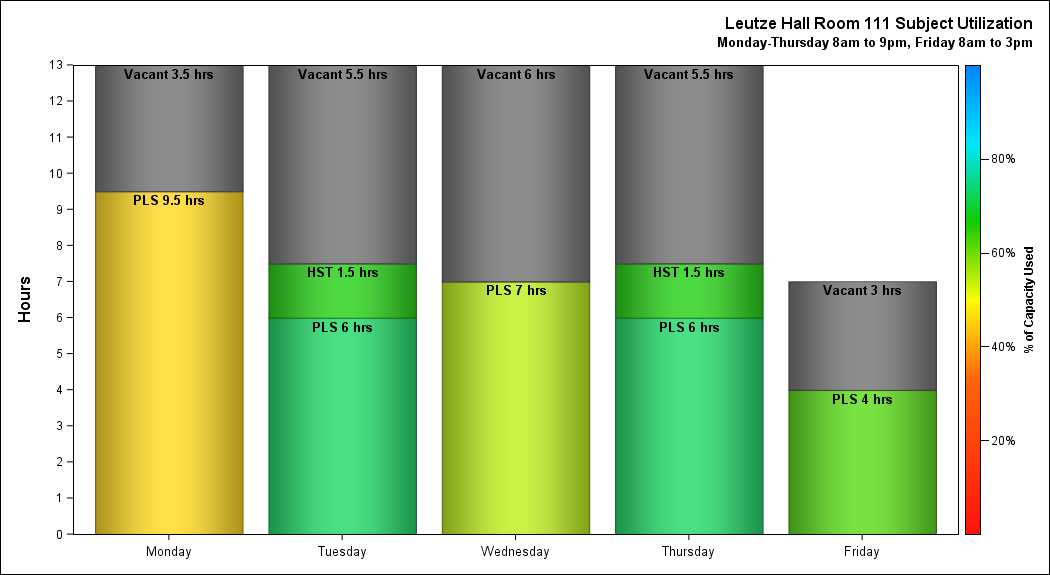 Leutze Hall Room 111 Subject Utilization
Monday-Thursday 8am to 9pm, Friday 8am to 3pm
Hours
13
12
11
10
9
8
7
6
5
4
3
2
1
0
Vacant 3.5 hrs
PLS 9.5 hrs
Vacant 5.5 hrs
HST 1.5 hrs
PLS 6 hrs
Vacant 6 hrs
PLS 7 hrs
Vacant 5.5 hrs
HST 1.5 hrs
PLS 6 hrs
Vacant 3 hrs
PLS 4 hrs
Monday
Tuesday
Wednesday
Thursday
Friday
80%
60%
40%
20%
% of Capacity Used